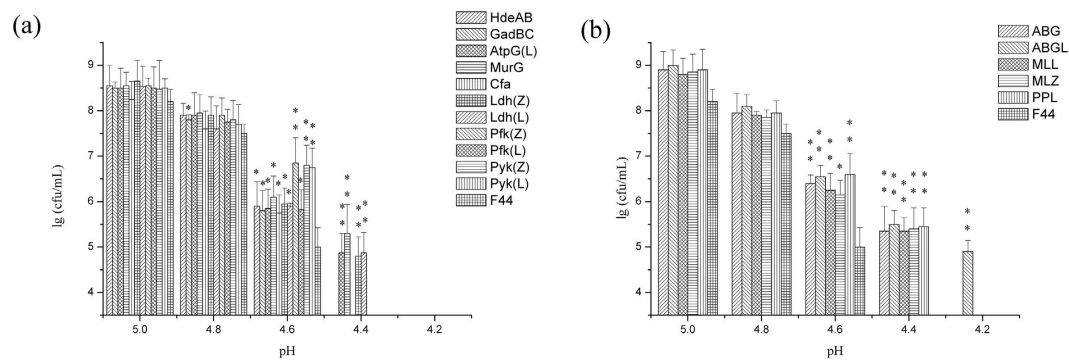 (a)
lg (cfu/mL)
9
8
7
6
5
4
5.0 4.8 4.6 4.4 4.2
pH
HdeAB
GadBC
AtpG(L)
MurG
Cfa
Ldh(Z)
Ldh(L)
Pfk(Z)
Pfk(L)
Pyk(Z)
Pyk(L)
F44
(b)
lg (cfu/mL)
9
8
7
6
5
4
5.0 4.8 4.6 4.4 4.2
pH
ABG
ABGL
MLL
MLZ
PPL
F44